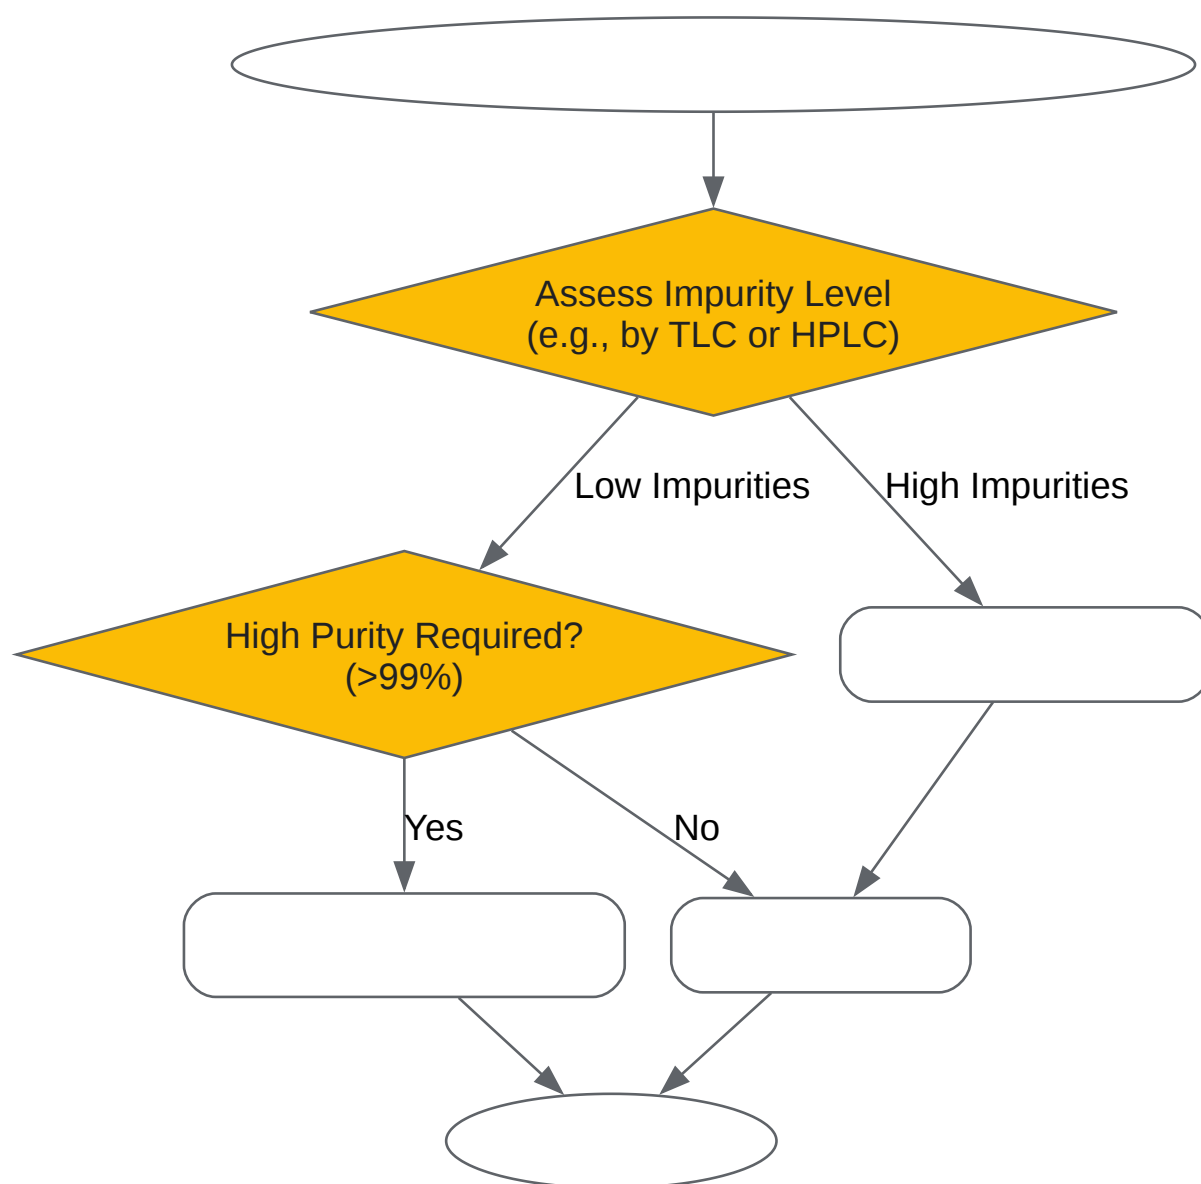 Assess Impurity Level
(e.g., by TLC or HPLC)
Low Impurities
High Impurities
High Purity Required?
(>99%)
Yes
No